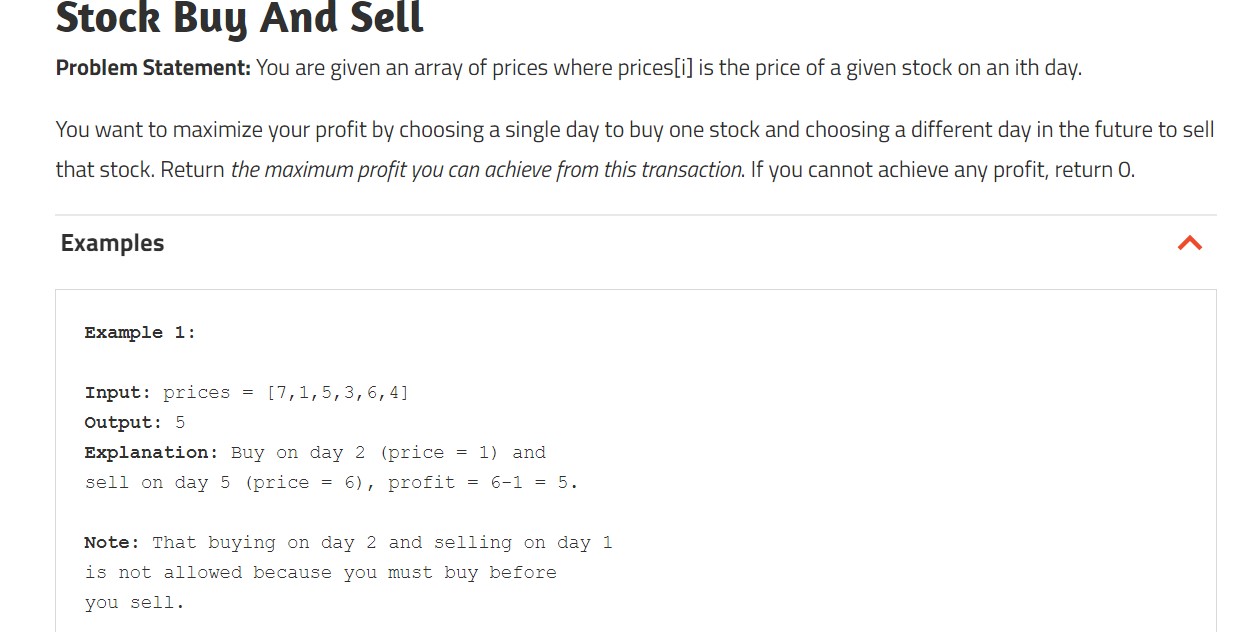 Stock Buy And Sell
Problem Statement: You are given an array of prices where prices[i] is the price of a given stock on an ith day.
You want to maximize your profit by choosing a single day to buy one stock and choosing a different day in the future to sell
that stock. Return the maximum profit you can achieve from this transaction. If you cannot achieve any profit, return 0.
Examples
Example 1:
Input: prices = [7,1,5,3,6,4]
Output: 5
Explanation: Buy on day 2 (price = 1) and
sell on day 5 (price = 6), profit = 6-1 = 5.
Note: That buying on day 2 and selling on day 1
is not allowed because you must buy before
you sell.